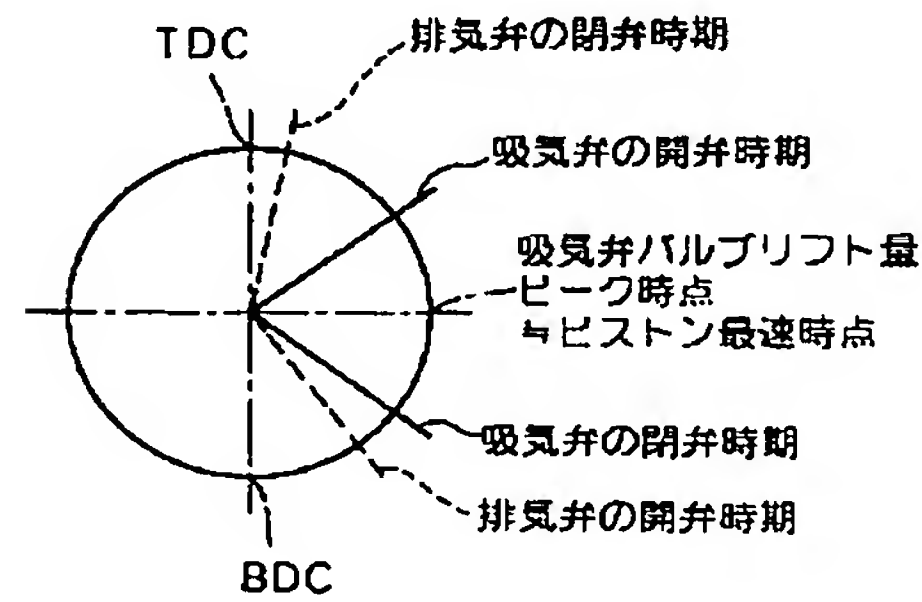 TDC
排気弁の閉弁時期
吸気弁の開弁時期
吸気弁バルブリフト量
ピーク時点
≒ピストン最速時点
吸気弁の閉弁時期
排気弁の開弁時期
BDC